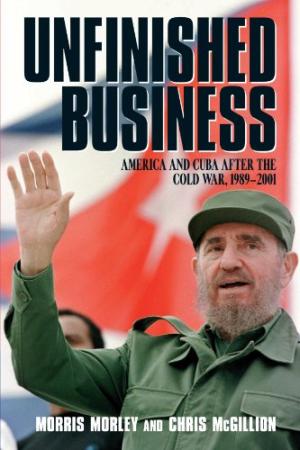 UNFINISHED
BUSINESS
AMERICA AND CUBA AFTER THE
COLD WAR, 1989–2001
MORRIS MORLEY AND CHRIS McGILLION